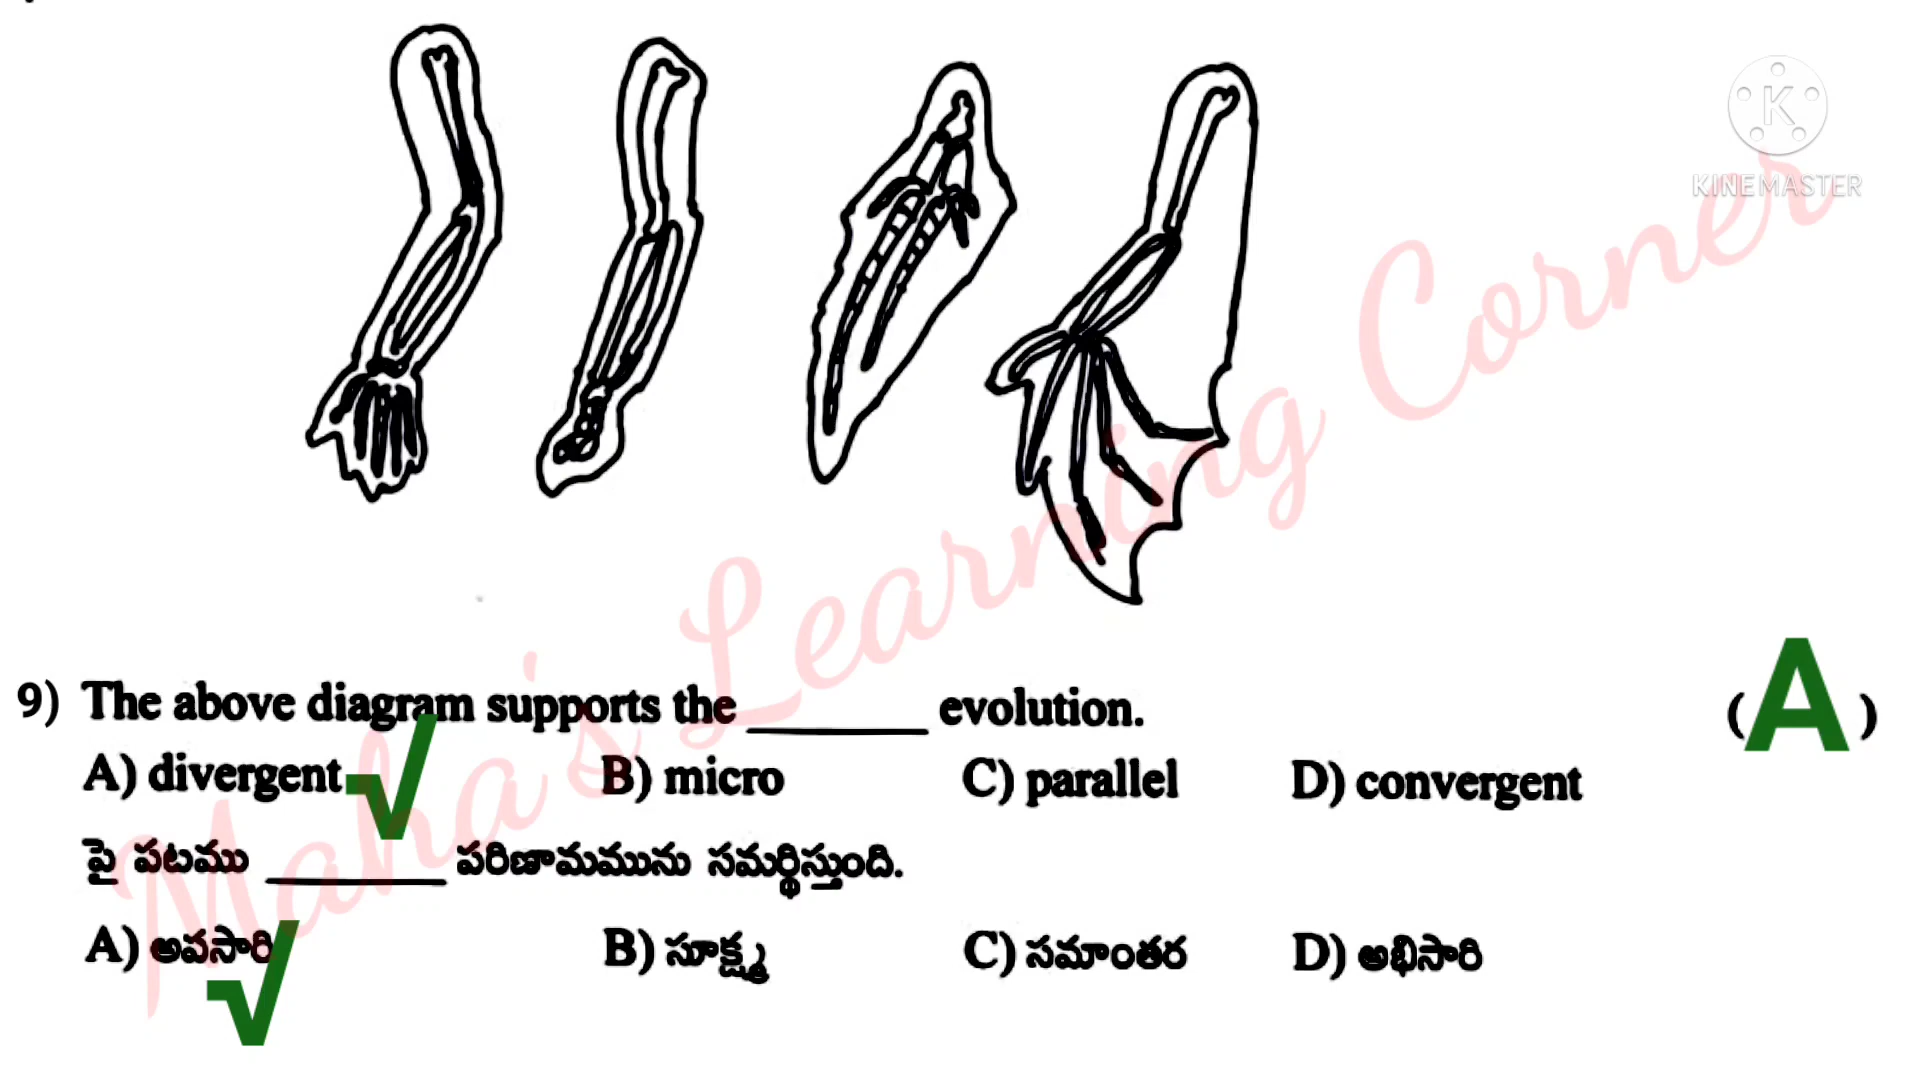 K
KINEMASTER
Maha's Learning Corner
9) The above diagram supports the ________ evolution. (A)
A) divergent √ B) micro C) parallel D) convergent
పై పటము ________ పరిణామమును సమర్థిస్తుంది.
A) అపసారి √ B) సూక్ష్మ C) సమాంతర D) అభిసారి